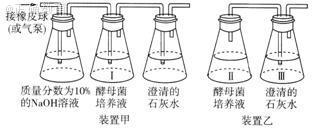 接橡皮球
(或气泵)
I
II
III
质量分数为10%
的NaOH溶液
酵母菌
培养液
澄清的
石灰水
酵母菌
培养液
澄清的
石灰水
装置甲
装置乙